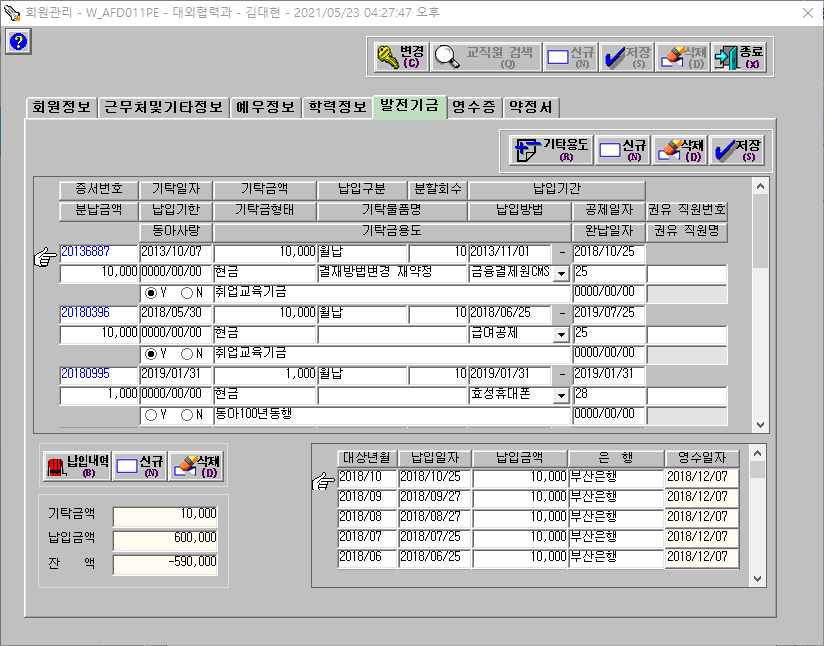 회원관리 - W_AFD011PE - 대외협력과 - 김대현 - 2021/05/23 04:27:47 오후
변경 (C) 교직원 검색 (Q) 신규 (N) 저장 (S) 삭제 (D) 종료 (X)
회원정보 근무처및기타정보 예우정보 학력정보 발전기금 영수증 약정서
기탁용도 (R) 신규 (N) 삭제 (D) 저장 (S)
증서번호 기탁일자 기탁금액 납입구분 분할회수 납입기간
분납금액 납입기한 기탁금형태 기탁물품명 납입방법 공제일자 권유 직원번호
동아사랑 기탁금용도 완납일자 권유 직원명
20136887 2013/10/07 10,000 월납 10 2013/11/01 - 2018/10/25
10,000 0000/00/00 현금 결재방법변경 재약정 금융결제원CMS 25
Y N 취업교육기금 0000/00/00
20180396 2018/05/30 10,000 월납 10 2018/06/25 - 2019/07/25
10,000 0000/00/00 현금 급여공제 25
Y N 취업교육기금 0000/00/00
20180995 2019/01/31 1,000 월납 10 2019/01/31 - 2019/01/31
1,000 0000/00/00 현금 효성휴대폰 28
Y N 동아100년동행 0000/00/00
납입내역 (B) 신규 (N) 삭제 (D)
기탁금액 10,000
납입금액 600,000
잔 액 -590,000
대상년월 납입일자 납입금액 은 행 영수일자
2018/10 2018/10/25 10,000 부산은행 2018/12/07
2018/09 2018/09/27 10,000 부산은행 2018/12/07
2018/08 2018/08/27 10,000 부산은행 2018/12/07
2018/07 2018/07/25 10,000 부산은행 2018/12/07
2018/06 2018/06/25 10,000 부산은행 2018/12/07